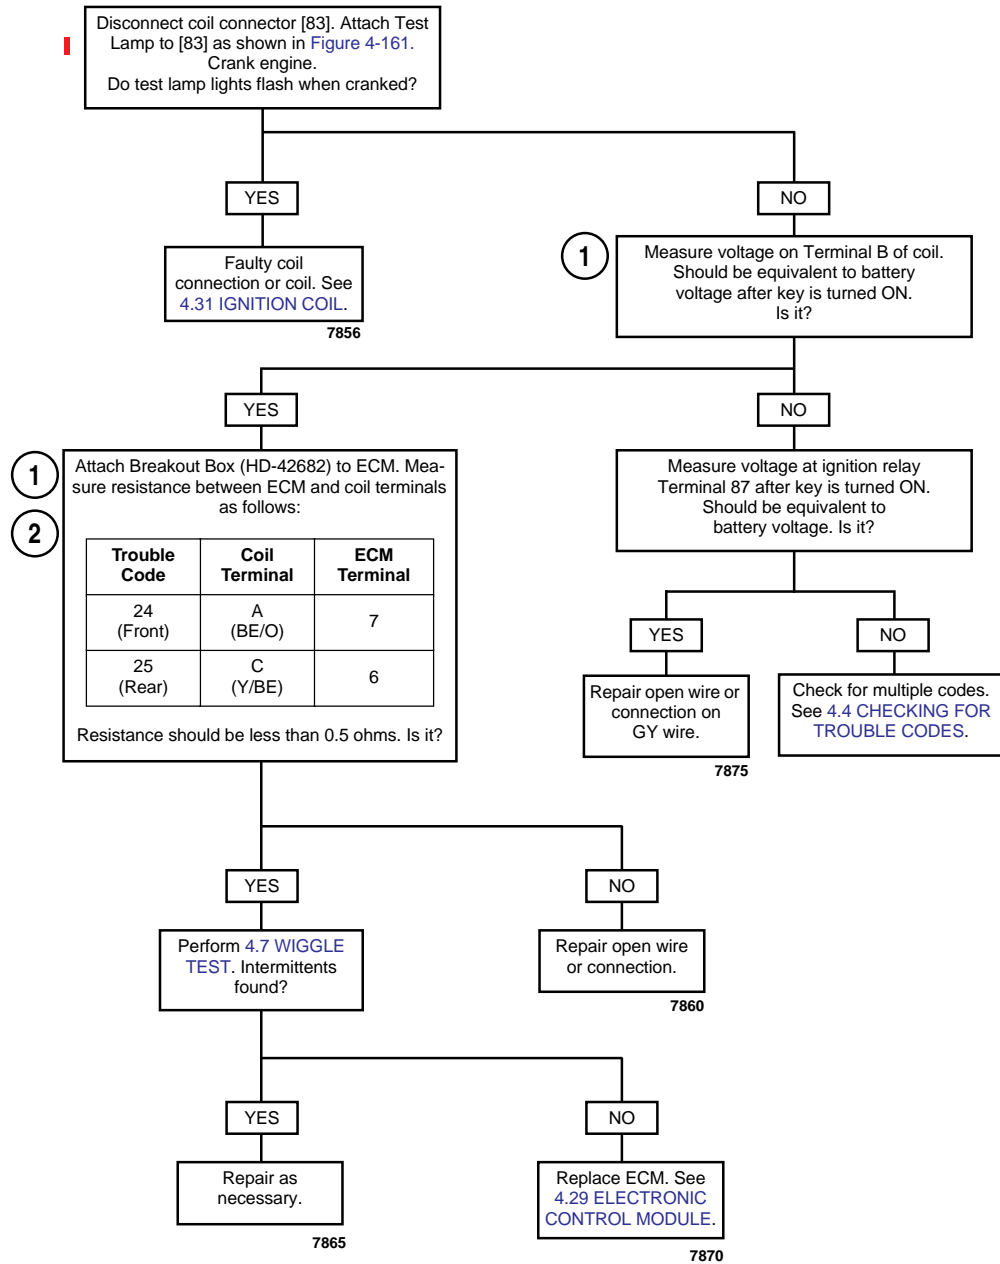 Disconnect coil connector [83]. Attach Test
Lamp to [83] as shown in Figure 4-161.
Crank engine.
Do test lamp lights flash when cranked?
YES
NO
Faulty coil
connection or coil. See
4.31 IGNITION COIL.
7856
1
Measure voltage on Terminal B of coil.
Should be equivalent to battery
voltage after key is turned ON.
Is it?
YES
NO
1
2
Attach Breakout Box (HD-42682) to ECM. Mea-
sure resistance between ECM and coil terminals
as follows:
Trouble Code
Coil Terminal
ECM Terminal
24 (Front)
A (BE/O)
7
25 (Rear)
C (Y/BE)
6
Resistance should be less than 0.5 ohms. Is it?
Measure voltage at ignition relay
Terminal 87 after key is turned ON.
Should be equivalent to
battery voltage. Is it?
YES
NO
Repair open wire or
connection on
GY wire.
7875
Check for multiple codes.
See 4.4 CHECKING FOR
TROUBLE CODES.
YES
NO
Perform 4.7 WIGGLE
TEST. Intermittents
found?
Repair open wire
or connection.
7860
YES
NO
Repair as
necessary.
7865
Replace ECM. See
4.29 ELECTRONIC
CONTROL MODULE.
7870